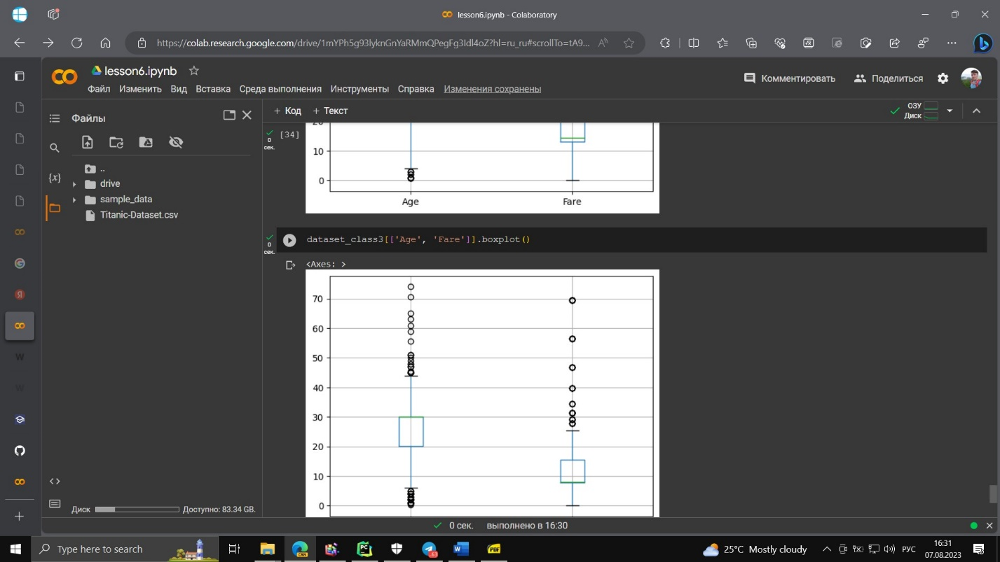 lesson6.ipynb - Colaboratory
https://colab.research.google.com/drive/1mYPh5g93lyknGnYaRMmQPegFg3Idl4oZ?hl=ru_ru#scrollTo=tA9...
lesson6.ipynb
Файл Изменить Вид Вставка Среда выполнения Инструменты Справка Изменения сохранены
Комментировать Поделиться
Файлы
+ Код + Текст
ОЗУ
Диск
..
drive
sample_data
Titanic-Dataset.csv
{x}
[34]
0
сек.
20
10
0
Age Fare
0
сек.
dataset_class3[['Age', 'Fare']].boxplot()
<Axes: >
70
60
50
40
30
20
10
0
Диск Доступно: 83.34 GB.
0 сек. выполнено в 16:30
Type here to search
25°C Mostly cloudy
РУС
16:31
07.08.2023